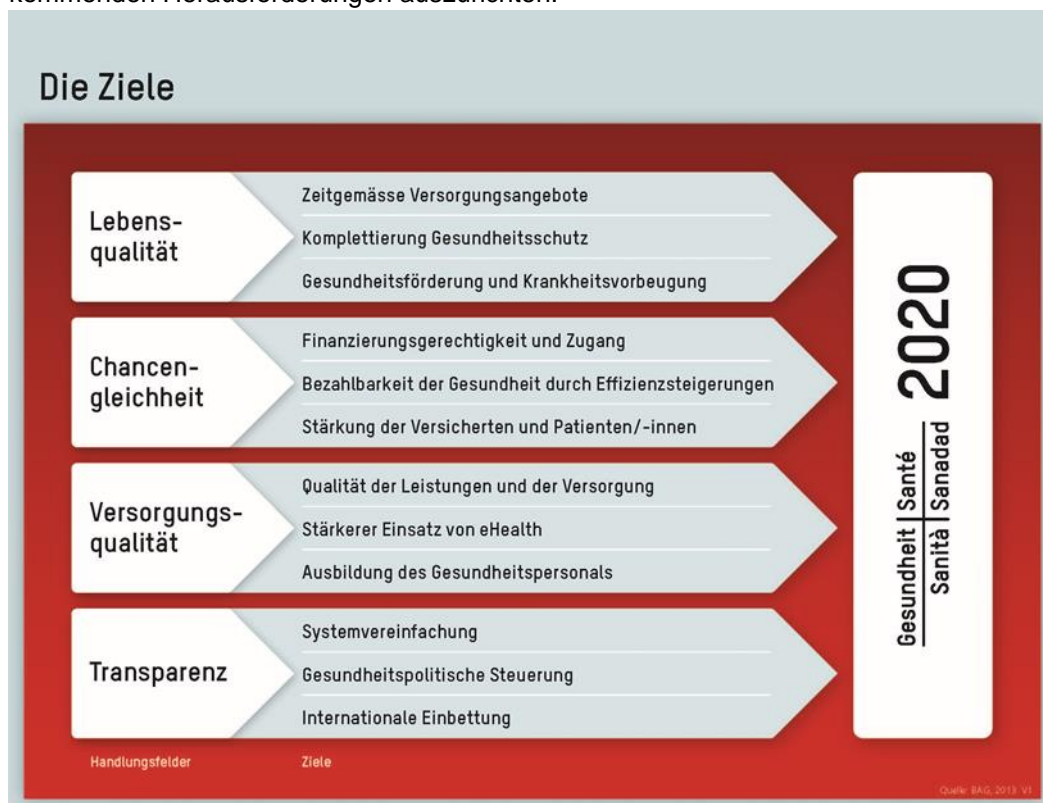 kommenden Herausforderungen auszurichten.
Die Ziele
Lebens-
qualität
Zeitgemässe Versorgungsangebote
Komplettierung Gesundheitsschutz
Gesundheitsförderung und Krankheitsvorbeugung
Chancen-
gleichheit
Finanzierungsgerechtigkeit und Zugang
Bezahlbarkeit der Gesundheit durch Effizienzsteigerungen
Stärkung der Versicherten und Patienten/-innen
Versorgungs-
qualität
Qualität der Leistungen und der Versorgung
Stärkerer Einsatz von eHealth
Ausbildung des Gesundheitspersonals
Transparenz
Systemvereinfachung
Gesundheitspolitische Steuerung
Internationale Einbettung
Gesundheit | Santé
Sanità | Sanadad
2020
Handlungsfelder
Ziele
Quelle: BAG, 2013 V1